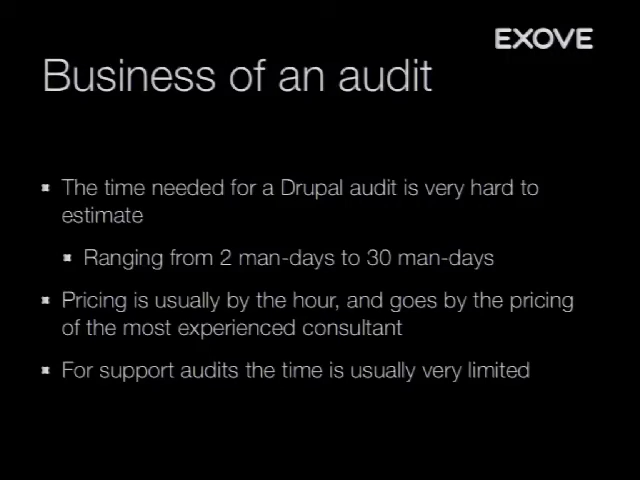 EXOVE
Business of an audit
The time needed for a Drupal audit is very hard to
estimate
Ranging from 2 man-days to 30 man-days
Pricing is usually by the hour, and goes by the pricing
of the most experienced consultant
For support audits the time is usually very limited